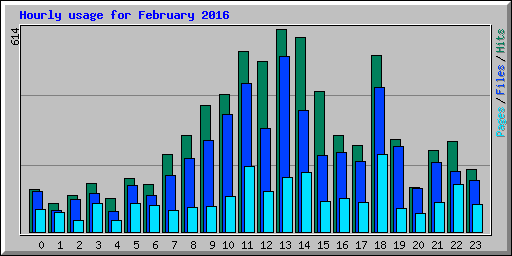 Hourly usage for February 2016
614
Pages / Files / Hits
0 1 2 3 4 5 6 7 8 9 10 11 12 13 14 15 16 17 18 19 20 21 22 23